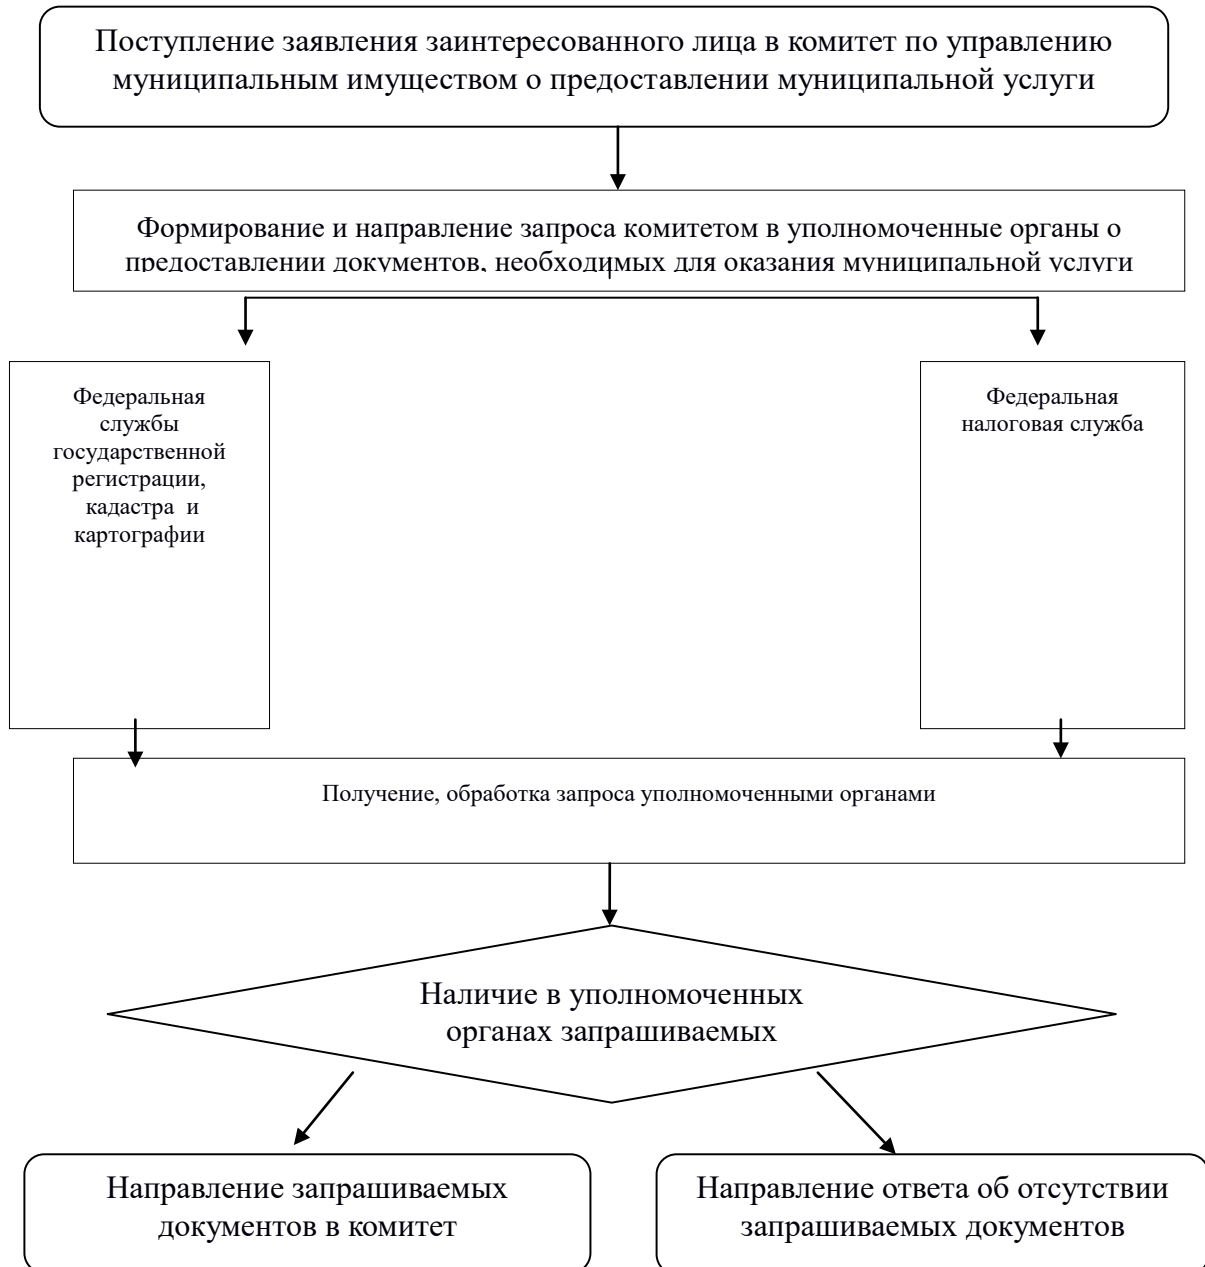 Поступление заявления заинтересованного лица в комитет по управлению
муниципальным имуществом о предоставлении муниципальной услуги
Формирование и направление запроса комитетом в уполномоченные органы о
предоставлении документов, необходимых для оказания муниципальной услуги
Федеральная
службы
государственной
регистрации,
кадастра и
картографии
Федеральная
налоговая служба
Получение, обработка запроса уполномоченными органами
Наличие в уполномоченных
органах запрашиваемых
Направление запрашиваемых
документов в комитет
Направление ответа об отсутствии
запрашиваемых документов